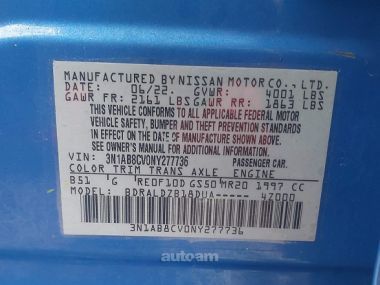 MANUFACTURED BY NISSAN MOTOR CO., LTD.
DATE: 06/22. GVWR: 4001 LBS
GAWR FR: 2161 LBS GAWR RR: 1863 LBS
THIS VEHICLE CONFORMS TO ALL APPLICABLE FEDERAL MOTOR
VEHICLE SAFETY, BUMPER AND THEFT PREVENTION STANDARDS
IN EFFECT ON THE DATE OF MANUFACTURE SHOWN ABOVE.
SEE OWNER'S MANUAL FOR ADDITIONAL INFORMATION.
VIN: 3N1AB8CV0NY277736 PASSENGER CAR.
COLOR TRIM TRANS AXLE ENGINE
B51 G RE0F10D GS50 MR20 1997 CC
MODEL: BDRALDZB18DUA----- 4Z000
3N1AB8CV0NY277736
autoam